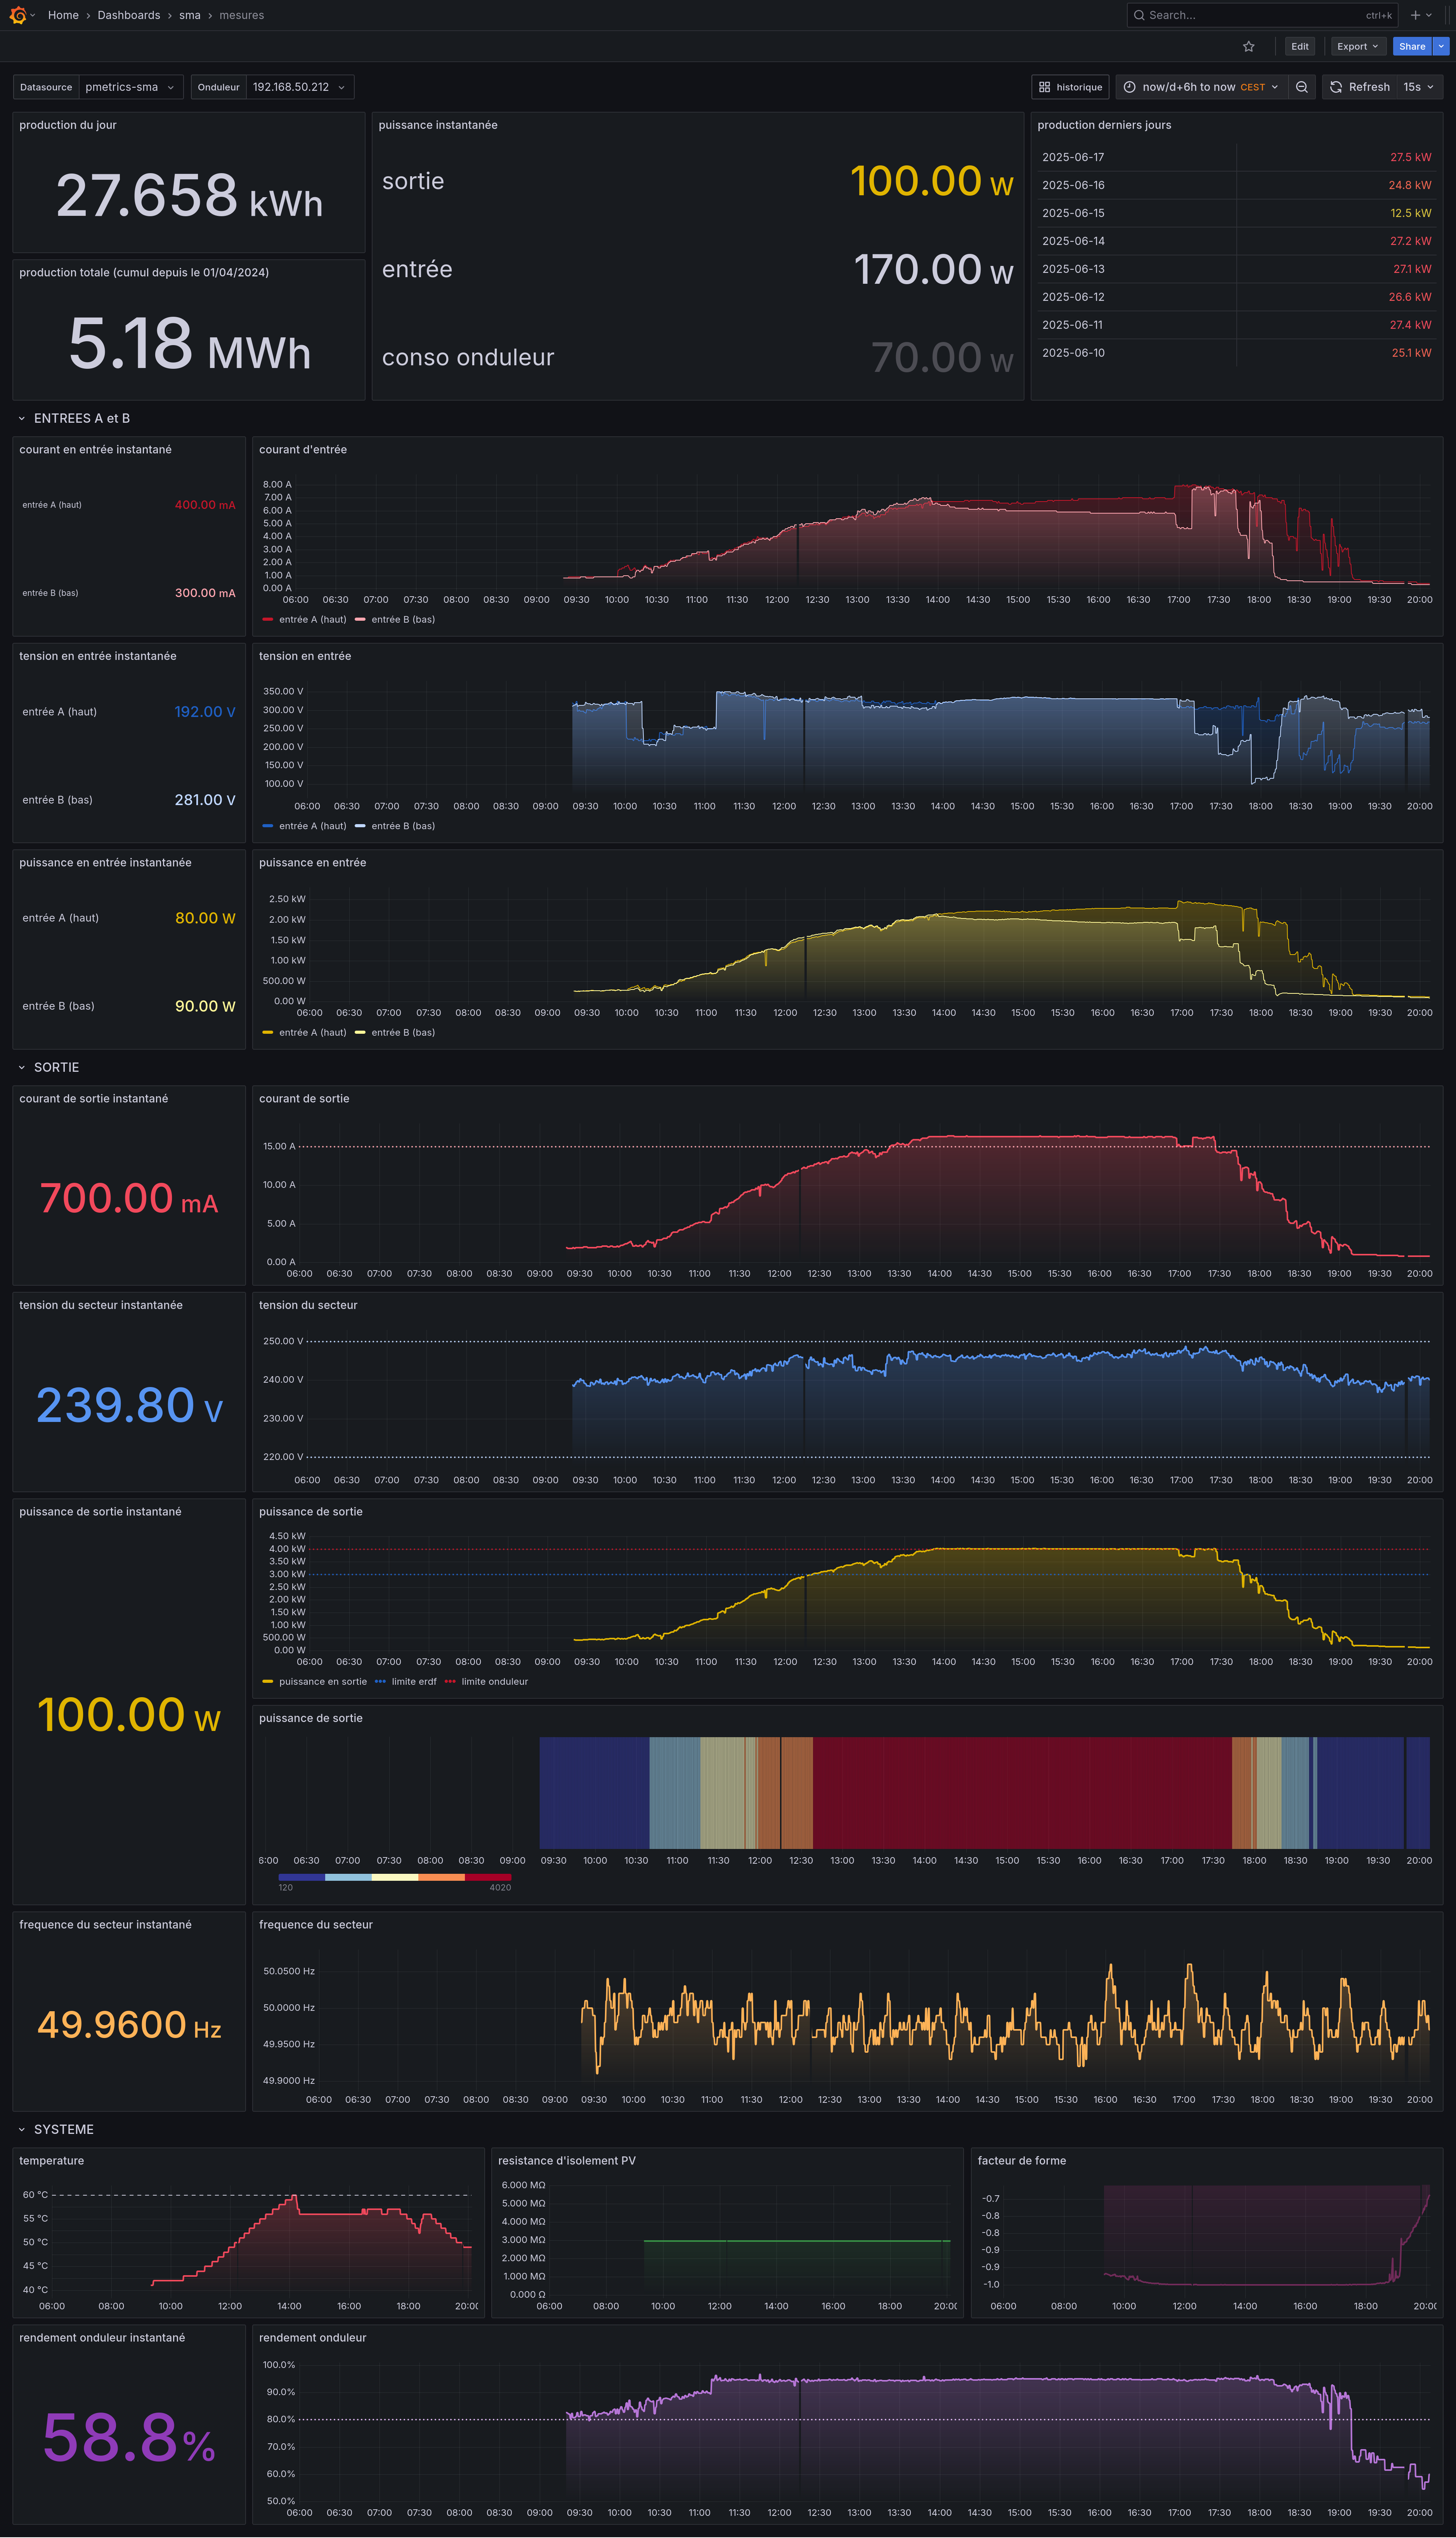 Home › Dashboards › sma › mesures
Search... ctrl+k
Edit Export Share
Datasource pmetrics-sma Onduleur 192.168.50.212 historique now/d+6h to now CEST Refresh 15s
production du jour
27.658 kWh
production totale (cumul depuis le 01/04/2024)
5.18 MWh
puissance instantanée
sortie 100.00 W
entrée 170.00 W
conso onduleur 70.00 W
production derniers jours
2025-06-17 27.5 kW
2025-06-16 24.8 kW
2025-06-15 12.5 kW
2025-06-14 27.2 kW
2025-06-13 27.1 kW
2025-06-12 26.6 kW
2025-06-11 27.4 kW
2025-06-10 25.1 kW
ENTREES A et B
courant en entrée instantané
entrée A (haut) 400.00 mA
entrée B (bas) 300.00 mA
courant d'entrée
8.00 A
7.00 A
6.00 A
5.00 A
4.00 A
3.00 A
2.00 A
1.00 A
0.00 A
06:00 06:30 07:00 07:30 08:00 08:30 09:00 09:30 10:00 10:30 11:00 11:30 12:00 12:30 13:00 13:30 14:00 14:30 15:00 15:30 16:00 16:30 17:00 17:30 18:00 18:30 19:00 19:30 20:00
entrée A (haut) entrée B (bas)
tension en entrée instantanée
entrée A (haut) 192.00 V
entrée B (bas) 281.00 V
tension en entrée
350.00 V
300.00 V
250.00 V
200.00 V
150.00 V
100.00 V
06:00 06:30 07:00 07:30 08:00 08:30 09:00 09:30 10:00 10:30 11:00 11:30 12:00 12:30 13:00 13:30 14:00 14:30 15:00 15:30 16:00 16:30 17:00 17:30 18:00 18:30 19:00 19:30 20:00
entrée A (haut) entrée B (bas)
puissance en entrée instantanée
entrée A (haut) 80.00 W
entrée B (bas) 90.00 W
puissance en entrée
2.50 kW
2.00 kW
1.50 kW
1.00 kW
500.00 W
0.00 W
06:00 06:30 07:00 07:30 08:00 08:30 09:00 09:30 10:00 10:30 11:00 11:30 12:00 12:30 13:00 13:30 14:00 14:30 15:00 15:30 16:00 16:30 17:00 17:30 18:00 18:30 19:00 19:30 20:00
entrée A (haut) entrée B (bas)
SORTIE
courant de sortie instantané
700.00 mA
courant de sortie
15.00 A
10.00 A
5.00 A
0.00 A
06:00 06:30 07:00 07:30 08:00 08:30 09:00 09:30 10:00 10:30 11:00 11:30 12:00 12:30 13:00 13:30 14:00 14:30 15:00 15:30 16:00 16:30 17:00 17:30 18:00 18:30 19:00 19:30 20:00
tension du secteur instantanée
239.80 V
tension du secteur
250.00 V
240.00 V
230.00 V
220.00 V
06:00 06:30 07:00 07:30 08:00 08:30 09:00 09:30 10:00 10:30 11:00 11:30 12:00 12:30 13:00 13:30 14:00 14:30 15:00 15:30 16:00 16:30 17:00 17:30 18:00 18:30 19:00 19:30 20:00
puissance de sortie instantané
100.00 W
puissance de sortie
4.50 kW
4.00 kW
3.50 kW
3.00 kW
2.50 kW
2.00 kW
1.50 kW
1.00 kW
500.00 W
0.00 W
06:00 06:30 07:00 07:30 08:00 08:30 09:00 09:30 10:00 10:30 11:00 11:30 12:00 12:30 13:00 13:30 14:00 14:30 15:00 15:30 16:00 16:30 17:00 17:30 18:00 18:30 19:00 19:30 20:00
puissance en sortie limite erdf limite onduleur
puissance de sortie
6:00 06:30 07:00 07:30 08:00 08:30 09:00 09:30 10:00 10:30 11:00 11:30 12:00 12:30 13:00 13:30 14:00 14:30 15:00 15:30 16:00 16:30 17:00 17:30 18:00 18:30 19:00 19:30 20:00
120 4020
frequence du secteur instantané
49.9600 Hz
frequence du secteur
50.0500 Hz
50.0000 Hz
49.9500 Hz
49.9000 Hz
06:00 06:30 07:00 07:30 08:00 08:30 09:00 09:30 10:00 10:30 11:00 11:30 12:00 12:30 13:00 13:30 14:00 14:30 15:00 15:30 16:00 16:30 17:00 17:30 18:00 18:30 19:00 19:30 20:00
SYSTEME
temperature
60 °C
55 °C
50 °C
45 °C
40 °C
06:00 08:00 10:00 12:00 14:00 16:00 18:00 20:00
resistance d'isolement PV
6.000 MΩ
5.000 MΩ
4.000 MΩ
3.000 MΩ
2.000 MΩ
1.000 MΩ
0.000 Ω
06:00 08:00 10:00 12:00 14:00 16:00 18:00 20:00
facteur de forme
-0.7
-0.8
-0.8
-0.9
-0.9
-1.0
06:00 08:00 10:00 12:00 14:00 16:00 18:00 20:00
rendement onduleur instantané
58.8%
rendement onduleur
100.0%
90.0%
80.0%
70.0%
60.0%
50.0%
06:00 06:30 07:00 07:30 08:00 08:30 09:00 09:30 10:00 10:30 11:00 11:30 12:00 12:30 13:00 13:30 14:00 14:30 15:00 15:30 16:00 16:30 17:00 17:30 18:00 18:30 19:00 19:30 20:00